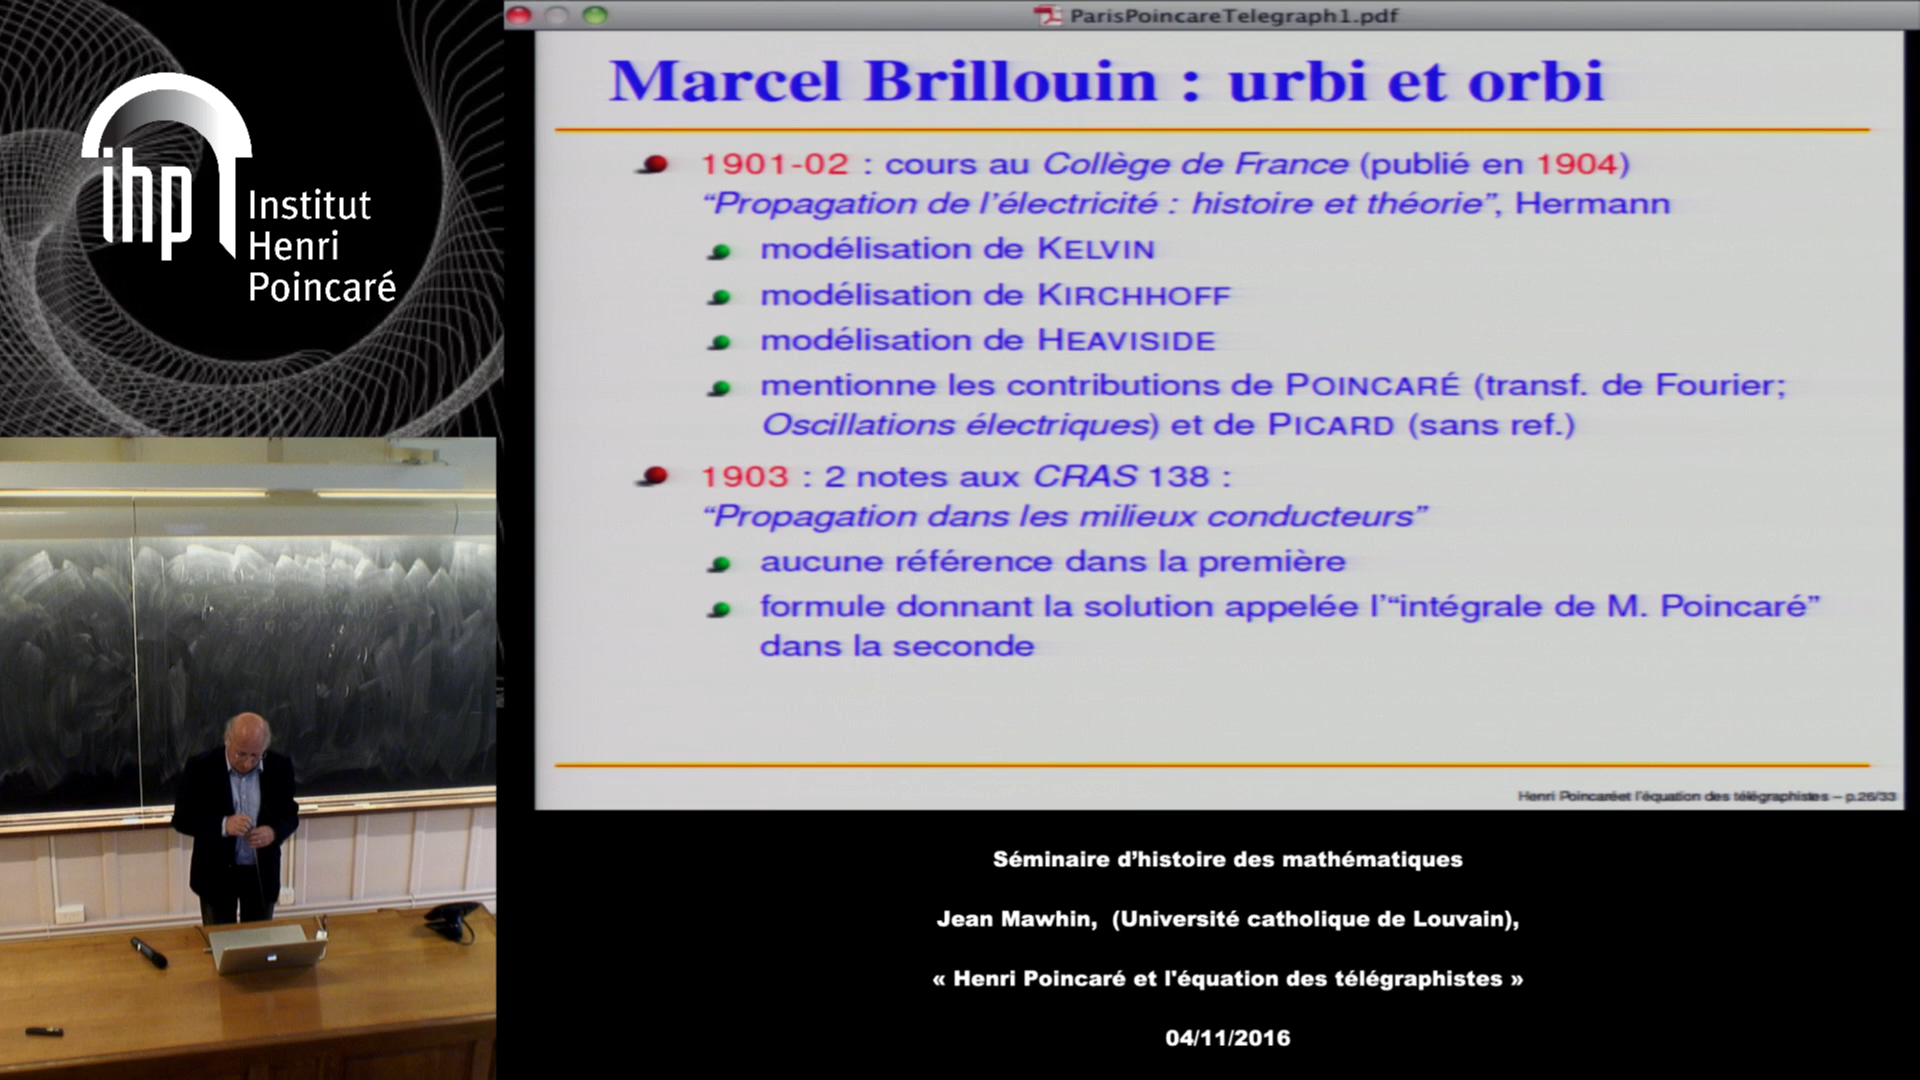 ihp
Institut
Henri
Poincaré
ParisPoincareTelegraph1.pdf
Marcel Brillouin : urbi et orbi
1901-02 : cours au Collège de France (publié en 1904)
“Propagation de l'électricité : histoire et théorie”, Hermann
modélisation de KELVIN
modélisation de KIRCHHOFF
modélisation de HEAVISIDE
mentionne les contributions de POINCARÉ (transf. de Fourier;
Oscillations électriques) et de PICARD (sans ref.)
1903 : 2 notes aux CRAS 138 :
“Propagation dans les milieux conducteurs”
aucune référence dans la première
formule donnant la solution appelée l'“intégrale de M. Poincaré”
dans la seconde
Henri Poincaréet l'équation des télégraphistes – p.26/33
Séminaire d’histoire des mathématiques
Jean Mawhin, (Université catholique de Louvain),
« Henri Poincaré et l'équation des télégraphistes »
04/11/2016